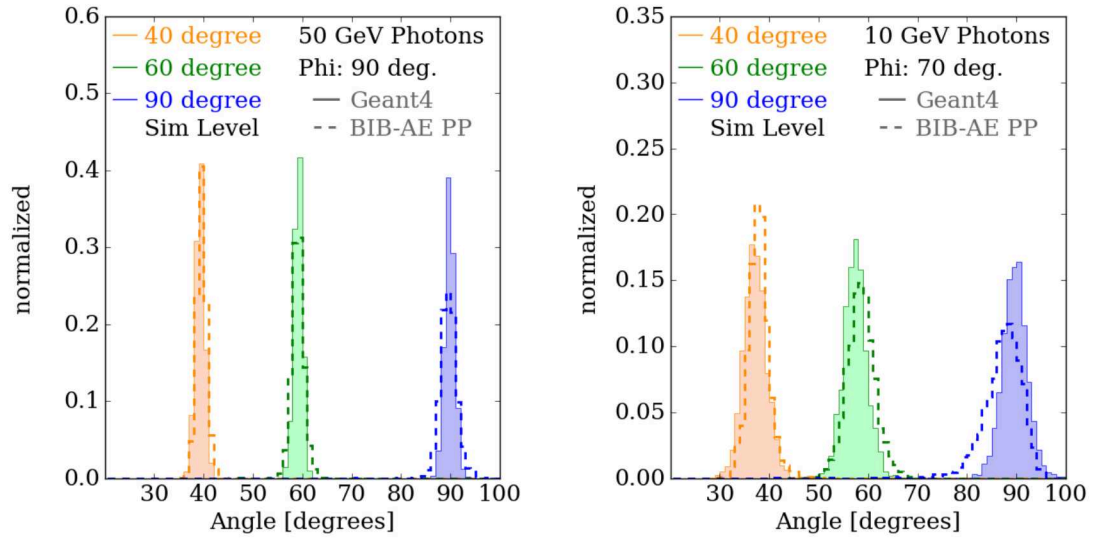 0.6
0.5
0.4
0.3
0.2
0.1
0.0
normalized
40 degree 50 GeV Photons
60 degree Phi: 90 deg.
90 degree Geant4
Sim Level BIB-AE PP
30 40 50 60 70 80 90 100
Angle [degrees]
0.35
0.30
0.25
0.20
0.15
0.10
0.05
0.00
normalized
40 degree 10 GeV Photons
60 degree Phi: 70 deg.
90 degree Geant4
Sim Level BIB-AE PP
30 40 50 60 70 80 90 100
Angle [degrees]